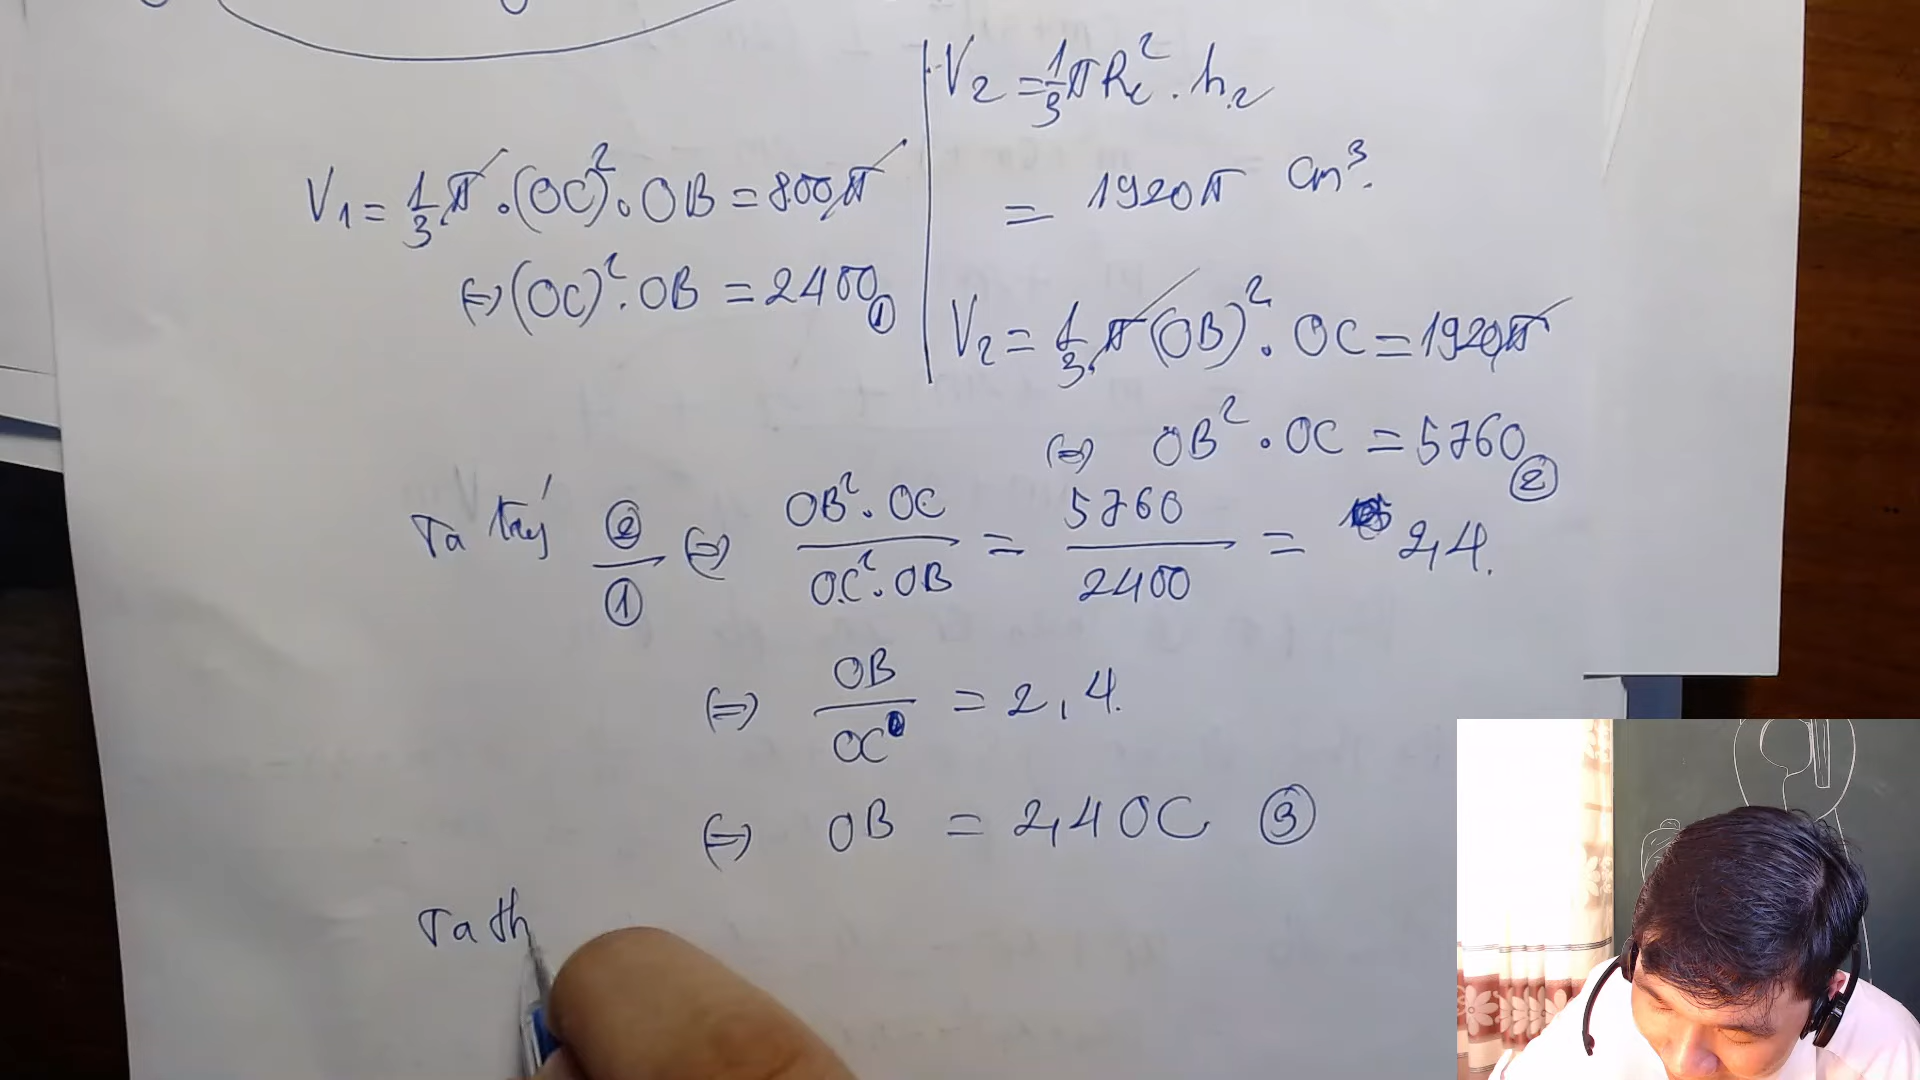 V₁ = 1/3 π . (OC)² . OB = 800π
⇔ (OC)² . OB = 2400 ①
V₂ = 1/3 π R² . h₂
= 1920π cm³.
V₂ = 1/3 π (OB)² . OC = 1920π
⇔ OB² . OC = 5760 ②
Ta lấy ②/① ⇔ OB² . OC / OC² . OB = 5760 / 2400 = 2,4.
⇔ OB / OC = 2,4.
⇔ OB = 2,4 OC ③
Ta th